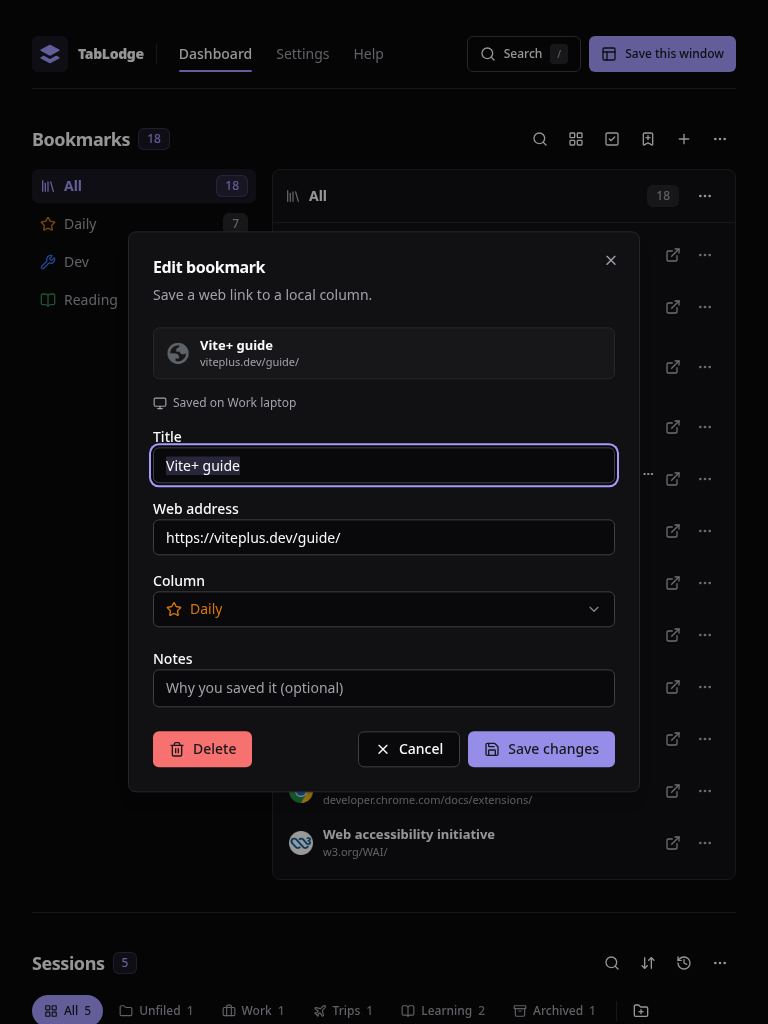 TabLodge
Dashboard
Settings
Help
Search /
Save this window
Bookmarks 18
All 18
Daily 7
Dev
Reading
All 18
Edit bookmark
Save a web link to a local column.
Vite+ guide
viteplus.dev/guide/
Saved on Work laptop
Title
Vite+ guide
Web address
https://viteplus.dev/guide/
Column
Daily
Notes
Why you saved it (optional)
Delete
Cancel
Save changes
developer.chrome.com/docs/extensions/
Web accessibility initiative
w3.org/WAI/
Sessions 5
All 5
Unfiled 1
Work 1
Trips 1
Learning 2
Archived 1